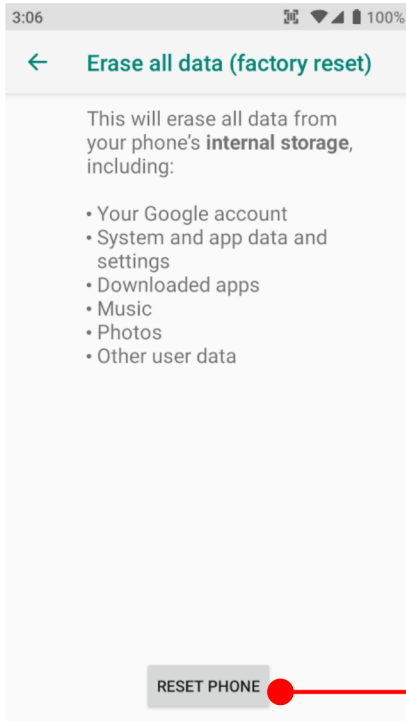 3:06
100%
Erase all data (factory reset)
This will erase all data from
your phone's internal storage,
including:
• Your Google account
• System and app data and
settings
• Downloaded apps
• Music
• Photos
• Other user data
RESET PHONE